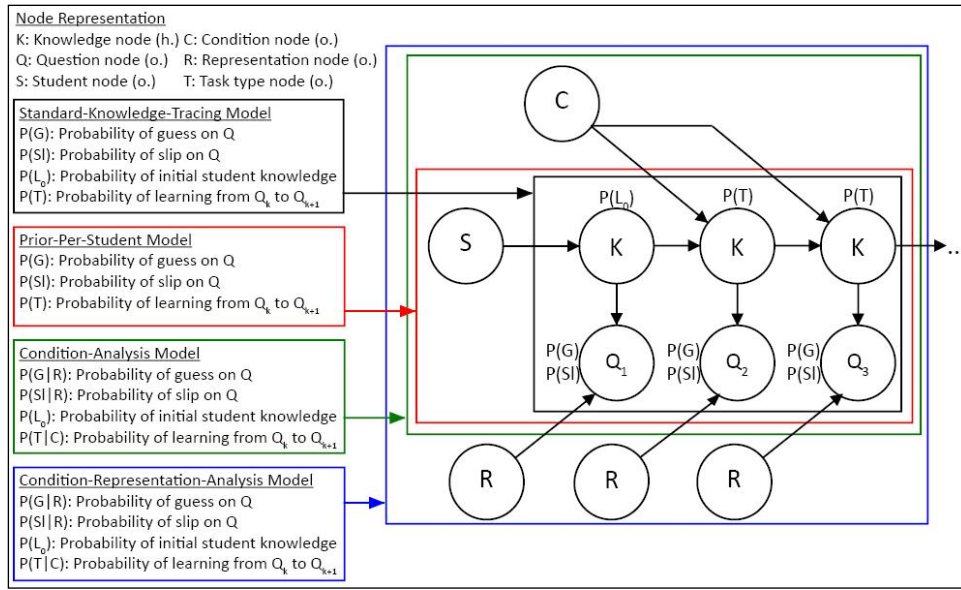 Node Representation
K: Knowledge node (h.) C: Condition node (o.)
Q: Question node (o.) R: Representation node (o.)
S: Student node (o.) T: Task type node (o.)
Standard-Knowledge-Tracing Model
P(G): Probability of guess on Q
P(Sl): Probability of slip on Q
P(L₀): Probability of initial student knowledge
P(T): Probability of learning from Qₖ to Qₖ₊₁
Prior-Per-Student Model
P(G): Probability of guess on Q
P(Sl): Probability of slip on Q
P(T): Probability of learning from Qₖ to Qₖ₊₁
Condition-Analysis Model
P(G|R): Probability of guess on Q
P(Sl|R): Probability of slip on Q
P(L₀): Probability of initial student knowledge
P(T|C): Probability of learning from Qₖ to Qₖ₊₁
Condition-Representation-Analysis Model
P(G|R): Probability of guess on Q
P(Sl|R): Probability of slip on Q
P(L₀): Probability of initial student knowledge
P(T|C): Probability of learning from Qₖ to Qₖ₊₁
C
P(L₀) P(T) P(T)
S K K K ...
P(G) P(G) P(G)
P(Sl) P(Sl) P(Sl)
Q₁ Q₂ Q₃
R R R